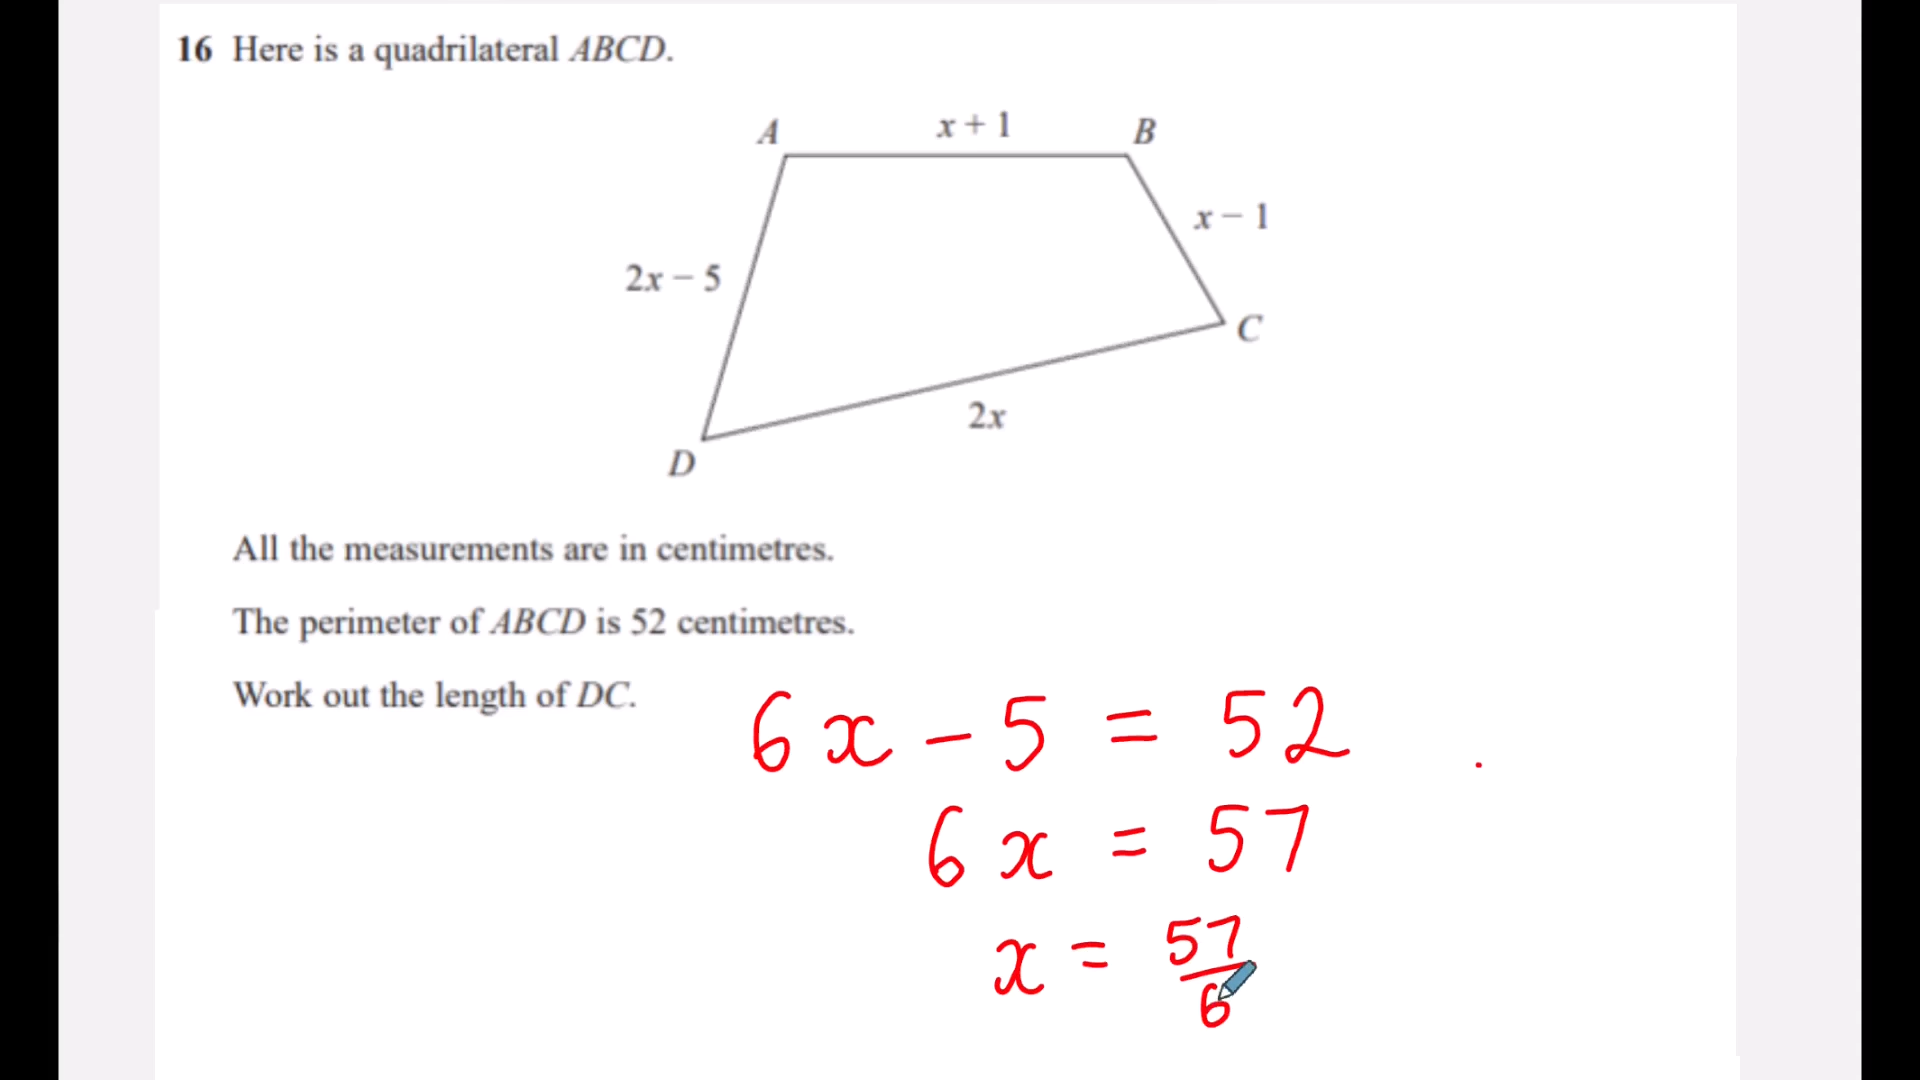 16 Here is a quadrilateral ABCD.
A
x + 1
B
x − 1
2x − 5
C
2x
D
All the measurements are in centimetres.
The perimeter of ABCD is 52 centimetres.
Work out the length of DC.
6x − 5 = 52
6x = 57
x = 57/6